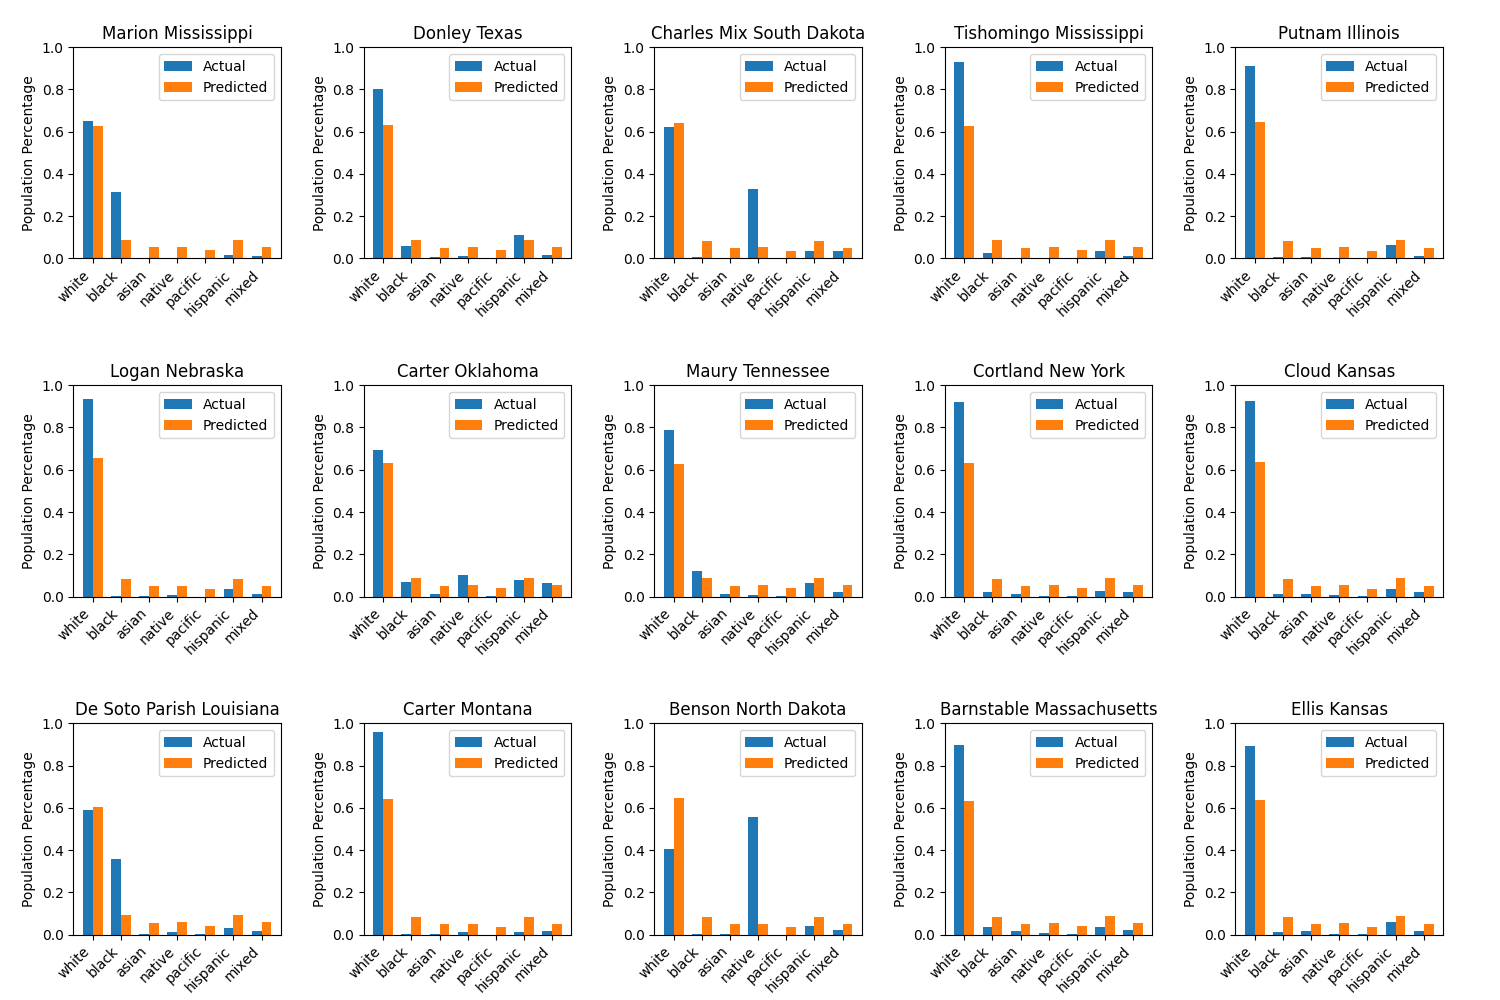 Marion Mississippi
Population Percentage
1.0
0.8
0.6
0.4
0.2
0.0
Actual
Predicted
white
black
asian
native
pacific
hispanic
mixed
Donley Texas
Population Percentage
1.0
0.8
0.6
0.4
0.2
0.0
Actual
Predicted
white
black
asian
native
pacific
hispanic
mixed
Charles Mix South Dakota
Population Percentage
1.0
0.8
0.6
0.4
0.2
0.0
Actual
Predicted
white
black
asian
native
pacific
hispanic
mixed
Tishomingo Mississippi
Population Percentage
1.0
0.8
0.6
0.4
0.2
0.0
Actual
Predicted
white
black
asian
native
pacific
hispanic
mixed
Putnam Illinois
Population Percentage
1.0
0.8
0.6
0.4
0.2
0.0
Actual
Predicted
white
black
asian
native
pacific
hispanic
mixed
Logan Nebraska
Population Percentage
1.0
0.8
0.6
0.4
0.2
0.0
Actual
Predicted
white
black
asian
native
pacific
hispanic
mixed
Carter Oklahoma
Population Percentage
1.0
0.8
0.6
0.4
0.2
0.0
Actual
Predicted
white
black
asian
native
pacific
hispanic
mixed
Maury Tennessee
Population Percentage
1.0
0.8
0.6
0.4
0.2
0.0
Actual
Predicted
white
black
asian
native
pacific
hispanic
mixed
Cortland New York
Population Percentage
1.0
0.8
0.6
0.4
0.2
0.0
Actual
Predicted
white
black
asian
native
pacific
hispanic
mixed
Cloud Kansas
Population Percentage
1.0
0.8
0.6
0.4
0.2
0.0
Actual
Predicted
white
black
asian
native
pacific
hispanic
mixed
De Soto Parish Louisiana
Population Percentage
1.0
0.8
0.6
0.4
0.2
0.0
Actual
Predicted
white
black
asian
native
pacific
hispanic
mixed
Carter Montana
Population Percentage
1.0
0.8
0.6
0.4
0.2
0.0
Actual
Predicted
white
black
asian
native
pacific
hispanic
mixed
Benson North Dakota
Population Percentage
1.0
0.8
0.6
0.4
0.2
0.0
Actual
Predicted
white
black
asian
native
pacific
hispanic
mixed
Barnstable Massachusetts
Population Percentage
1.0
0.8
0.6
0.4
0.2
0.0
Actual
Predicted
white
black
asian
native
pacific
hispanic
mixed
Ellis Kansas
Population Percentage
1.0
0.8
0.6
0.4
0.2
0.0
Actual
Predicted
white
black
asian
native
pacific
hispanic
mixed